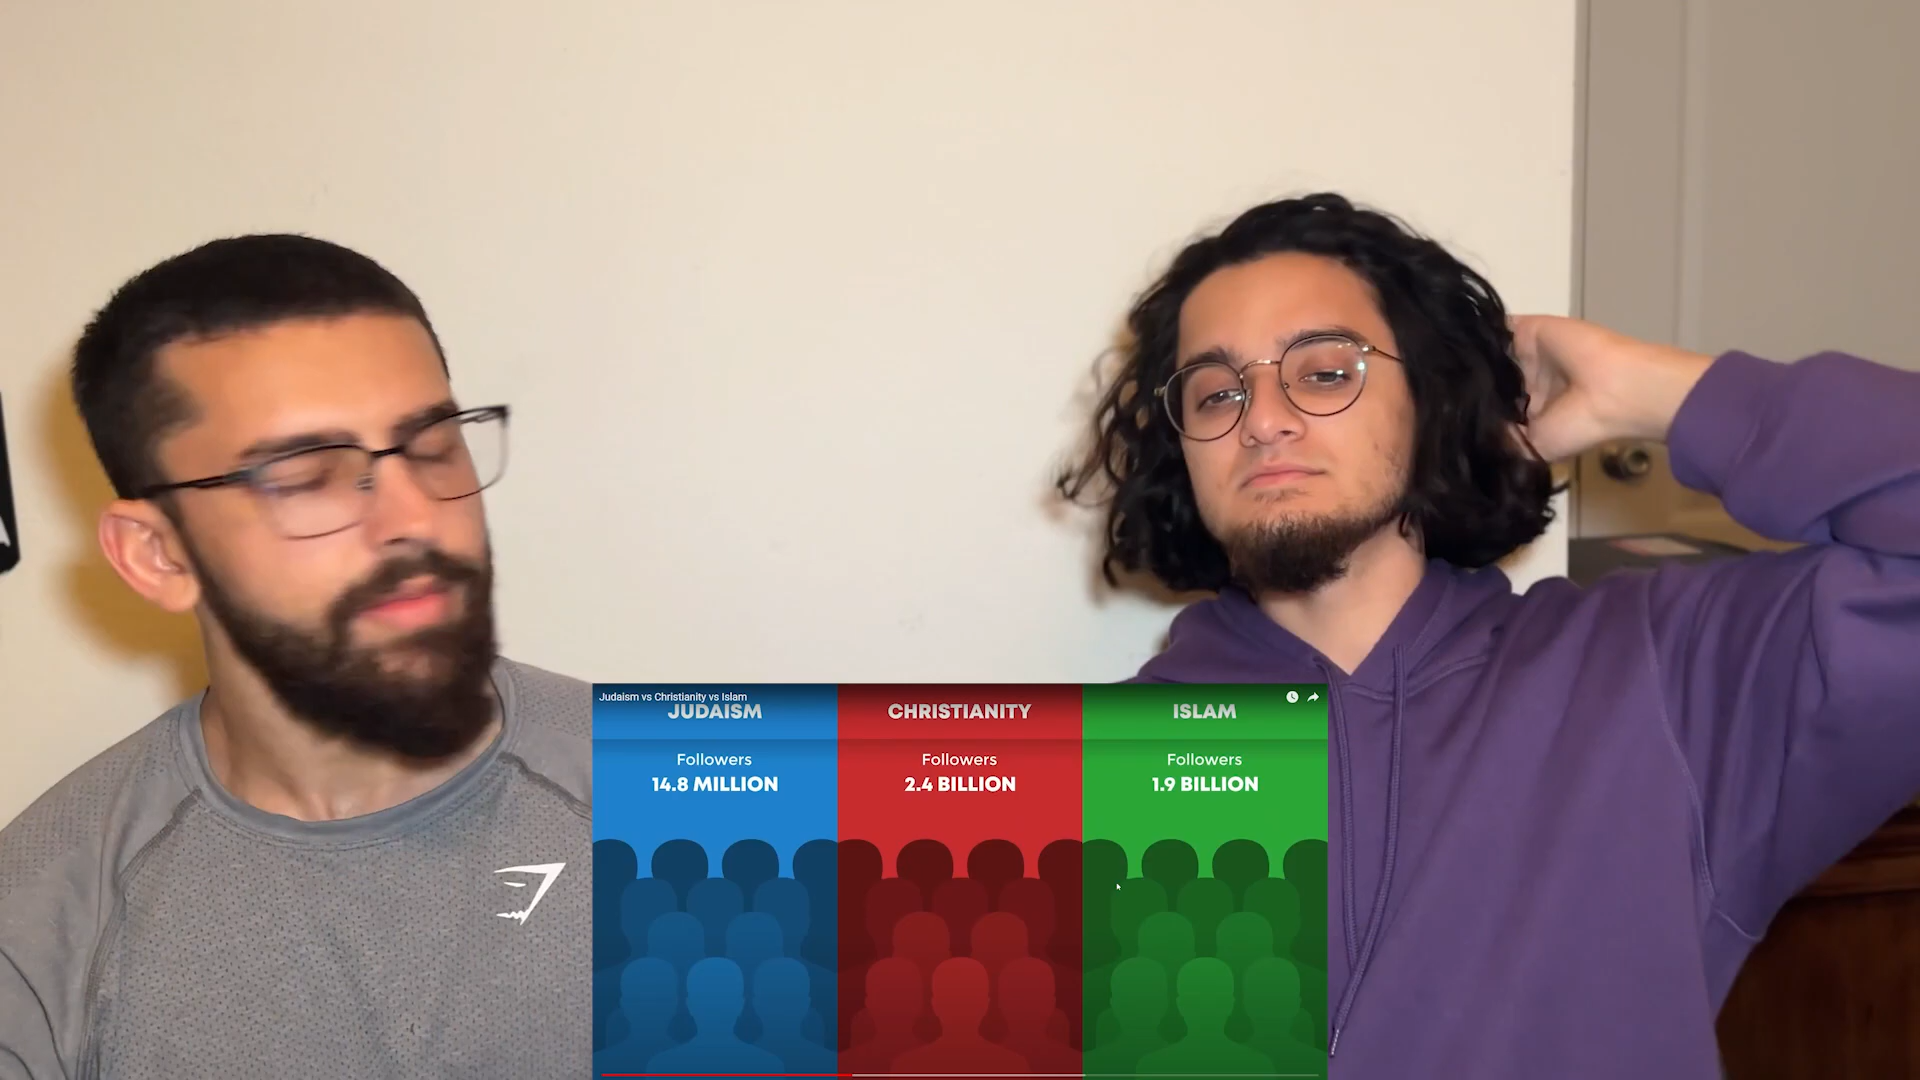 Judaism vs Christianity vs Islam
JUDAISM
CHRISTIANITY
ISLAM
Followers
14.8 MILLION
Followers
2.4 BILLION
Followers
1.9 BILLION